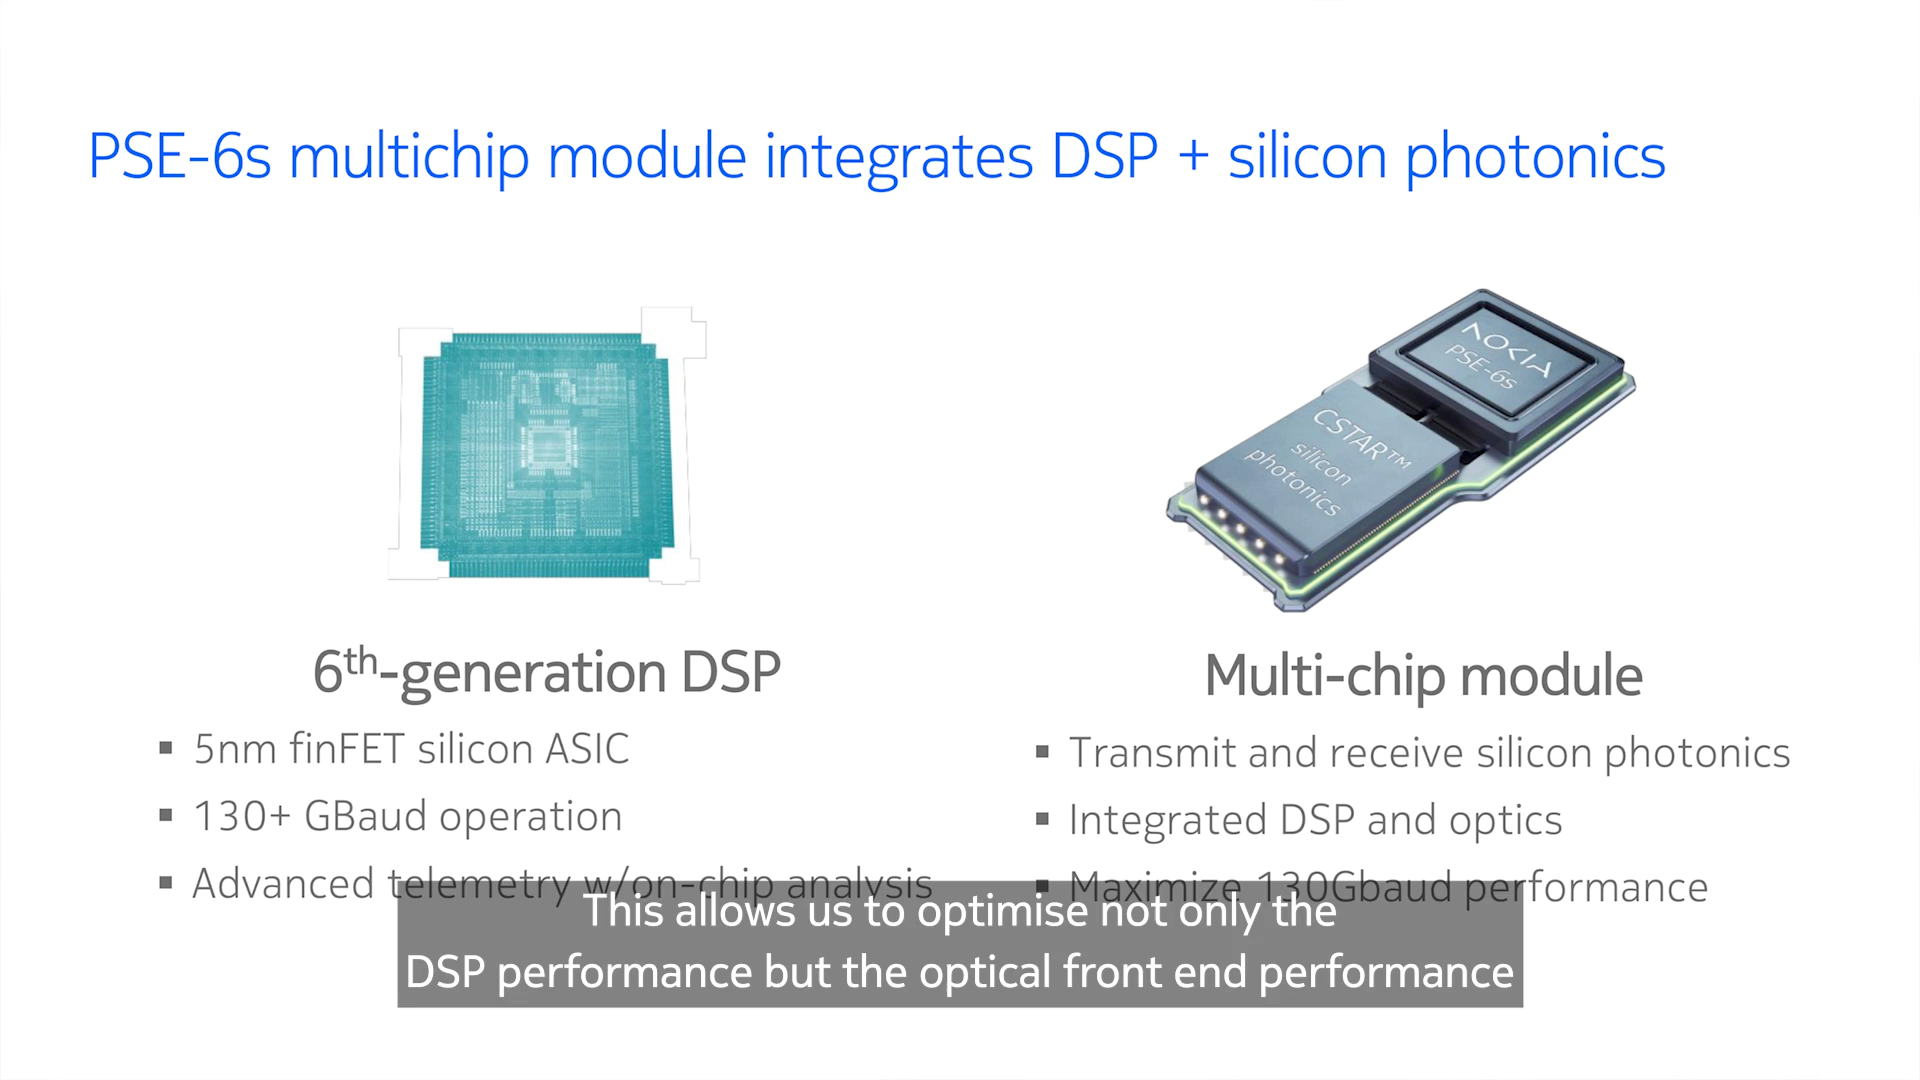 PSE-6s multichip module integrates DSP + silicon photonics
NOKIA
PSE-6s
CSTAR™
silicon
photonics
6th-generation DSP
▪ 5nm finFET silicon ASIC
▪ 130+ GBaud operation
▪ Advanced telemetry w/on-chip analysis
Multi-chip module
▪ Transmit and receive silicon photonics
▪ Integrated DSP and optics
▪ Maximize 130Gbaud performance
This allows us to optimise not only the
DSP performance but the optical front end performance